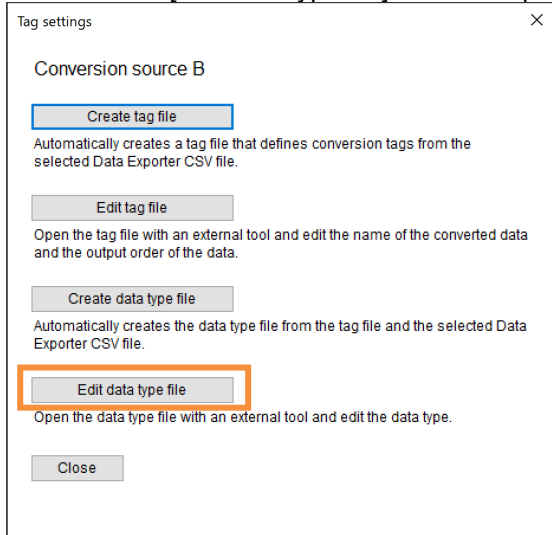 Tag settings
Conversion source B
Create tag file
Automatically creates a tag file that defines conversion tags from the
selected Data Exporter CSV file.
Edit tag file
Open the tag file with an external tool and edit the name of the converted data
and the output order of the data.
Create data type file
Automatically creates the data type file from the tag file and the selected Data
Exporter CSV file.
Edit data type file
Open the data type file with an external tool and edit the data type.
Close